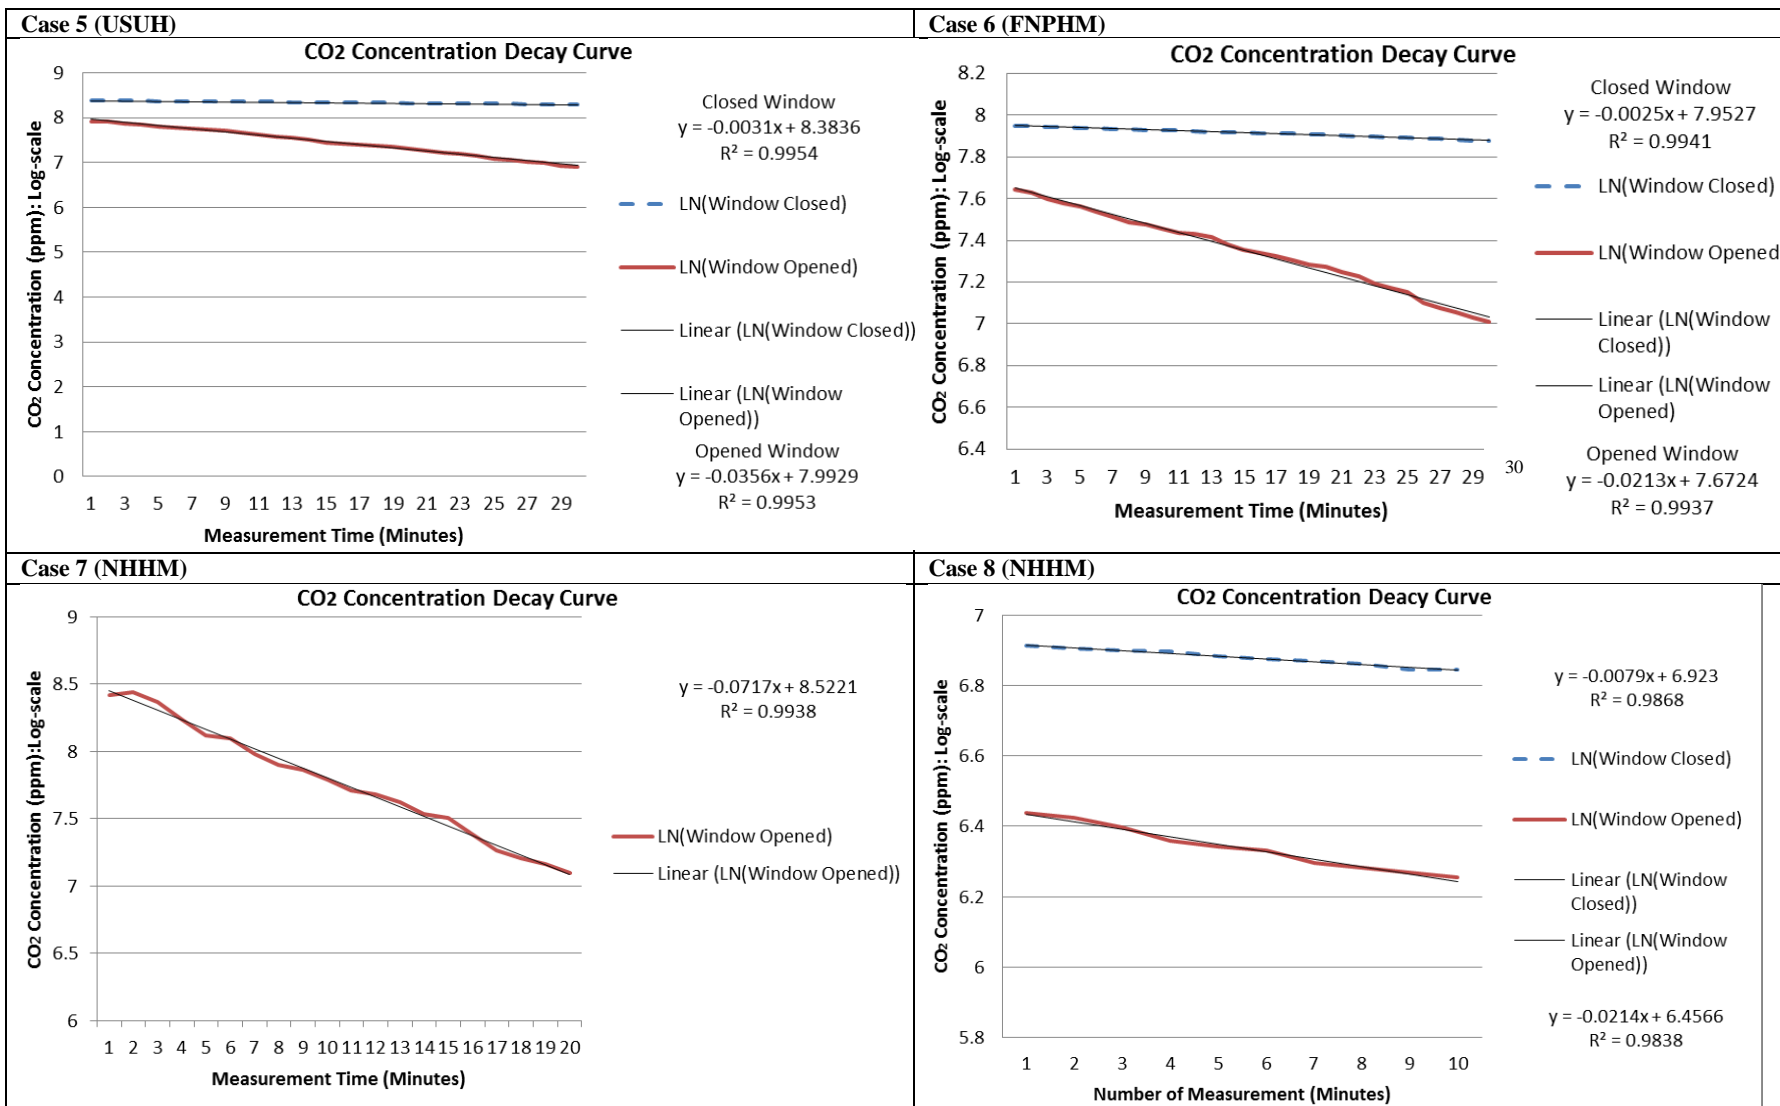 Case 5 (USUH)
CO2 Concentration Decay Curve
CO2 Concentration (ppm): Log-scale
9
8
7
6
5
4
3
2
1
0
1 3 5 7 9 11 13 15 17 19 21 23 25 27 29
Measurement Time (Minutes)
Closed Window
y = -0.0031x + 8.3836
R² = 0.9954
LN(Window Closed)
LN(Window Opened)
Linear (LN(Window Closed))
Linear (LN(Window
Opened))
Opened Window
y = -0.0356x + 7.9929
R² = 0.9953
Case 6 (FNPHM)
CO2 Concentration Decay Curve
CO2 Concentration (ppm): Log-scale
8.2
8
7.8
7.6
7.4
7.2
7
6.8
6.6
6.4
1 3 5 7 9 11 13 15 17 19 21 23 25 27 29
30
Measurement Time (Minutes)
Closed Window
y = -0.0025x + 7.9527
R² = 0.9941
LN(Window Closed)
LN(Window Opened
Linear (LN(Window
Closed))
Linear (LN(Window
Opened)
Opened Window
y = -0.0213x + 7.6724
R² = 0.9937
Case 7 (NHHM)
CO2 Concentration Decay Curve
CO2 Concentration (ppm):Log-scale
9
8.5
8
7.5
7
6.5
6
1 2 3 4 5 6 7 8 9 10 11 12 13 14 15 16 17 18 19 20
Measurement Time (Minutes)
y = -0.0717x + 8.5221
R² = 0.9938
LN(Window Opened)
Linear (LN(Window Opened))
Case 8 (NHHM)
CO2 Concentration Deacy Curve
CO2 Concentration (ppm): Log-scale
7
6.8
6.6
6.4
6.2
6
5.8
1 2 3 4 5 6 7 8 9 10
Number of Measurement (Minutes)
y = -0.0079x + 6.923
R² = 0.9868
LN(Window Closed)
LN(Window Opened)
Linear (LN(Window
Closed))
Linear (LN(Window
Opened))
y = -0.0214x + 6.4566
R² = 0.9838